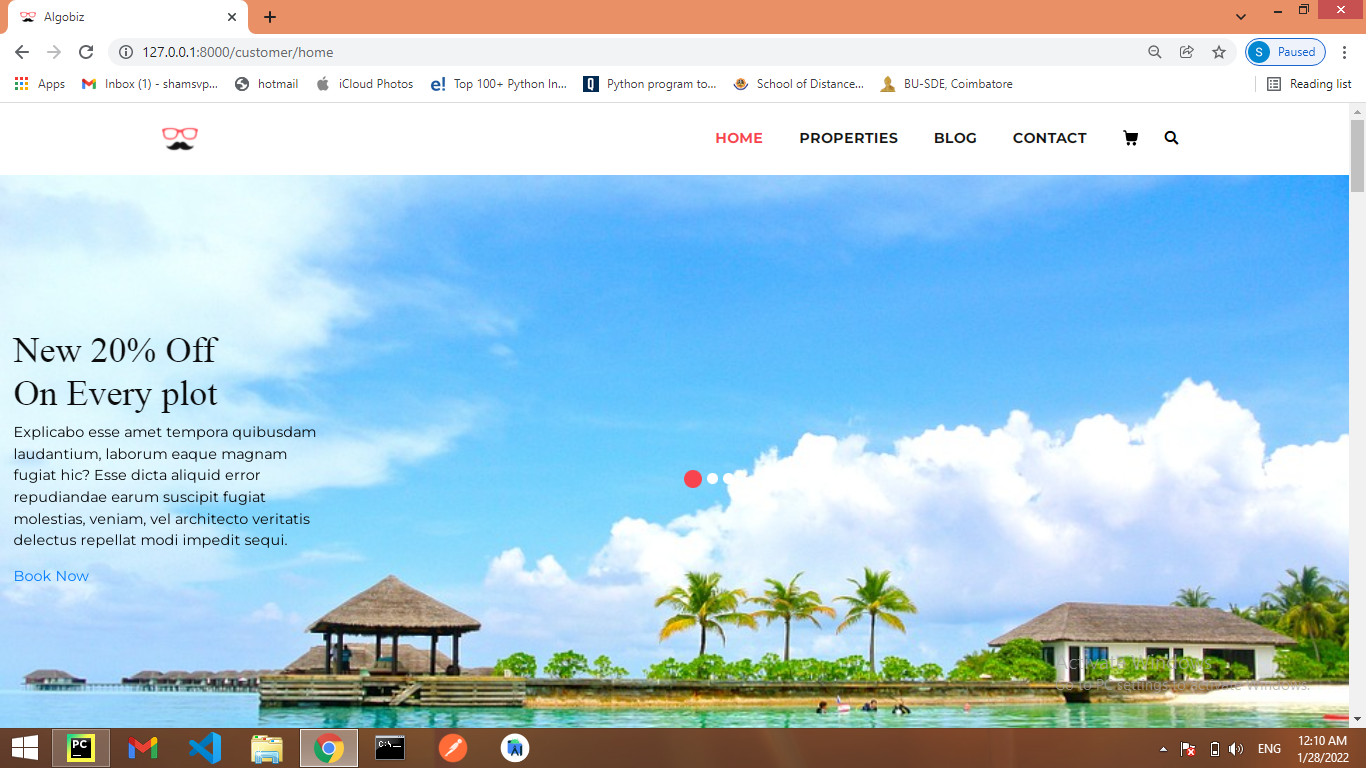 Algobiz
127.0.0.1:8000/customer/home
S Paused
Apps
Inbox (1) - shamsvp...
hotmail
iCloud Photos
e! Top 100+ Python In...
Q Python program to...
School of Distance...
BU-SDE, Coimbatore
Reading list
HOME PROPERTIES BLOG CONTACT
New 20% Off
On Every plot
Explicabo esse amet tempora quibusdam
laudantium, laborum eaque magnam
fugiat hic? Esse dicta aliquid error
repudiandae earum suscipit fugiat
molestias, veniam, vel architecto veritatis
delectus repellat modi impedit sequi.
Book Now
Activate Windows
Go to PC settings to activate Windows.
PC
C:\
ENG
12:10 AM
1/28/2022